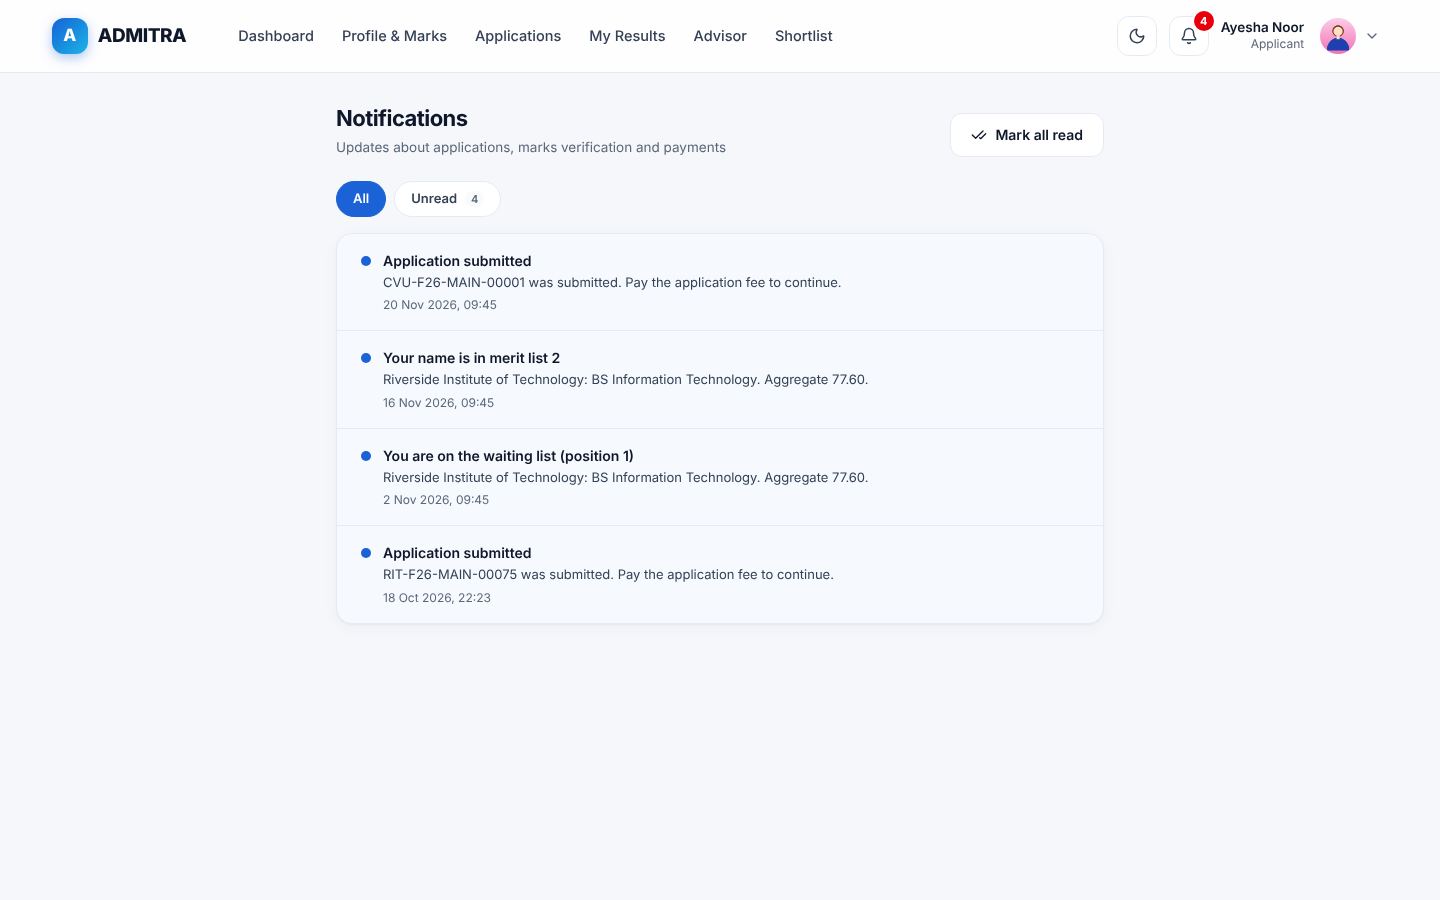 A ADMITRA
Dashboard Profile & Marks Applications My Results Advisor Shortlist
4
Ayesha Noor
Applicant
Notifications
Updates about applications, marks verification and payments
Mark all read
All Unread 4
Application submitted
CVU-F26-MAIN-00001 was submitted. Pay the application fee to continue.
20 Nov 2026, 09:45
Your name is in merit list 2
Riverside Institute of Technology: BS Information Technology. Aggregate 77.60.
16 Nov 2026, 09:45
You are on the waiting list (position 1)
Riverside Institute of Technology: BS Information Technology. Aggregate 77.60.
2 Nov 2026, 09:45
Application submitted
RIT-F26-MAIN-00075 was submitted. Pay the application fee to continue.
18 Oct 2026, 22:23